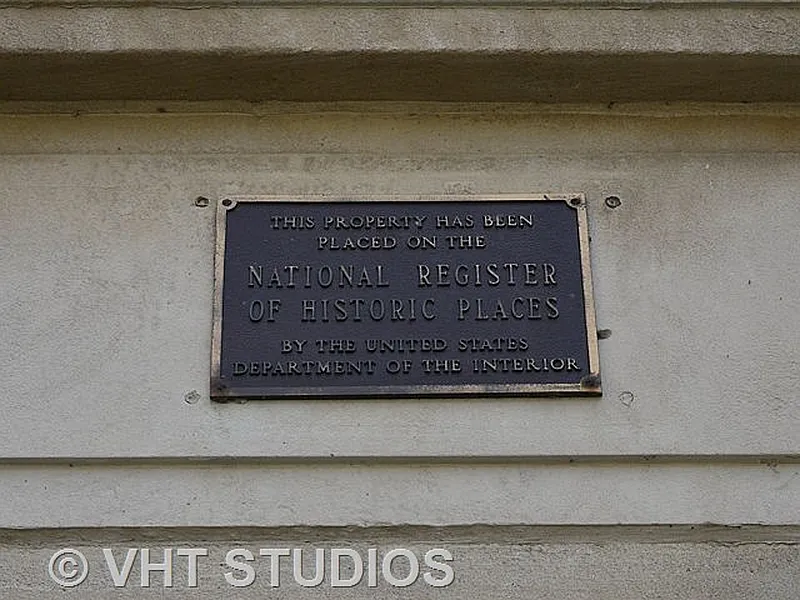 THIS PROPERTY HAS BEEN
PLACED ON THE
NATIONAL REGISTER
OF HISTORIC PLACES
BY THE UNITED STATES
DEPARTMENT OF THE INTERIOR
© VHT STUDIOS